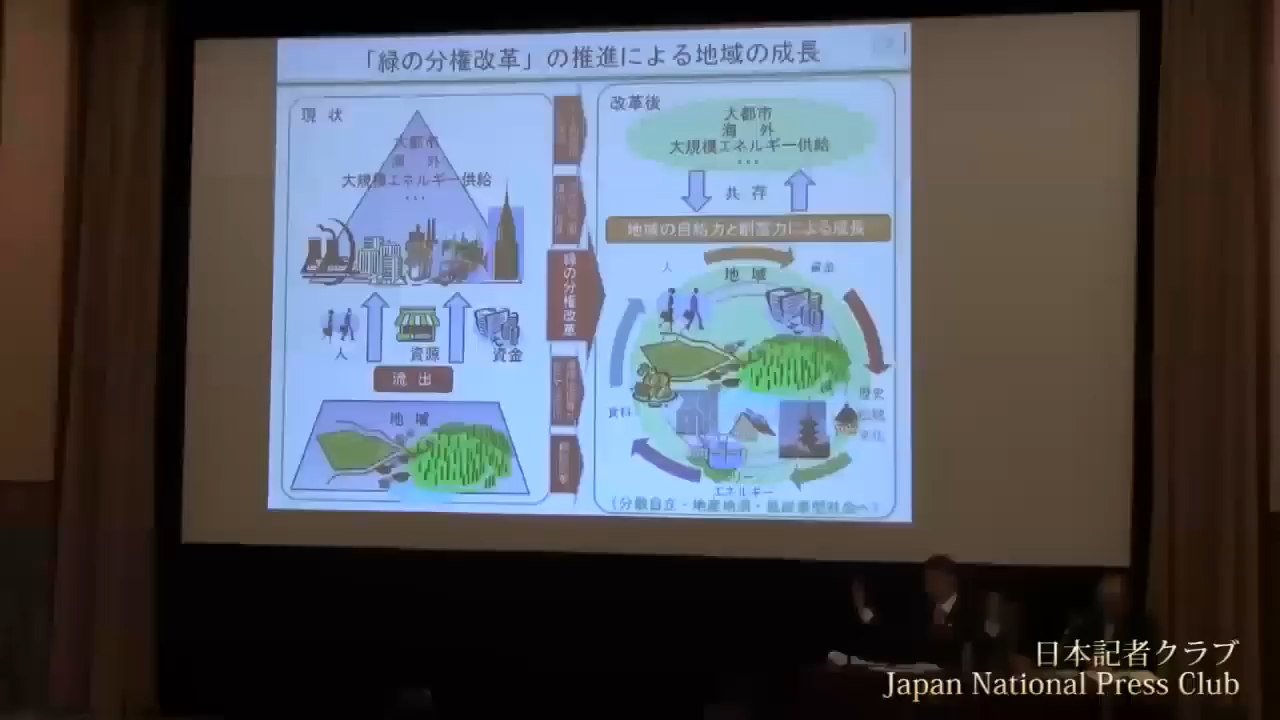 「緑の分権改革」の推進による地域の成長
現 状
大都市
海 外
大規模エネルギー供給
…
人
資源
資金
流 出
地 域
緑の分権改革
改革後
大都市
海 外
大規模エネルギー供給
…
共 存
地域の自給力と創富力による成長
人
地 域
資金
歴史
伝統
文化
食料
エネルギー
日本記者クラブ
Japan National Press Club